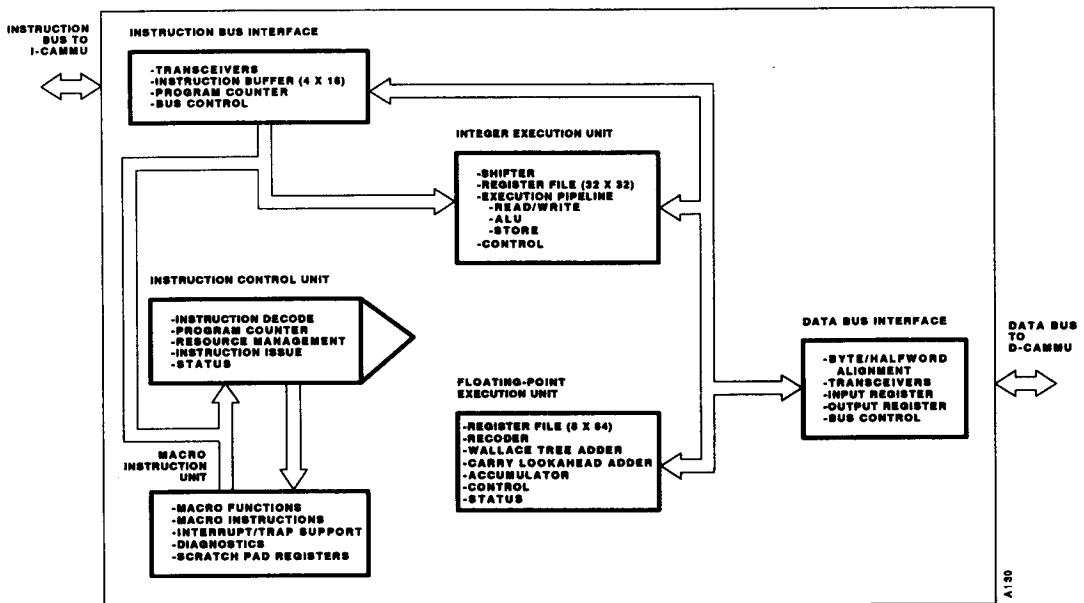 INSTRUCTION
BUS TO
I-CAMMU
INSTRUCTION BUS INTERFACE
-TRANSCEIVERS
-INSTRUCTION BUFFER (4 X 16)
-PROGRAM COUNTER
-BUS CONTROL
INTEGER EXECUTION UNIT
-SHIFTER
-REGISTER FILE (32 X 32)
-EXECUTION PIPELINE
-READ/WRITE
-ALU
-STORE
-CONTROL
INSTRUCTION CONTROL UNIT
-INSTRUCTION DECODE
-PROGRAM COUNTER
-RESOURCE MANAGEMENT
-INSTRUCTION ISSUE
-STATUS
DATA BUS INTERFACE
-BYTE/HALFWORD
ALIGNMENT
-TRANSCEIVERS
-INPUT REGISTER
-OUTPUT REGISTER
-BUS CONTROL
DATA BUS
TO
D-CAMMU
FLOATING-POINT
EXECUTION UNIT
-REGISTER FILE (8 X 64)
-RECODER
-WALLACE TREE ADDER
-CARRY LOOKAHEAD ADDER
-ACCUMULATOR
-CONTROL
-STATUS
MACRO
INSTRUCTION
UNIT
-MACRO FUNCTIONS
-MACRO INSTRUCTIONS
-INTERRUPT/TRAP SUPPORT
-DIAGNOSTICS
-SCRATCH PAD REGISTERS
A130